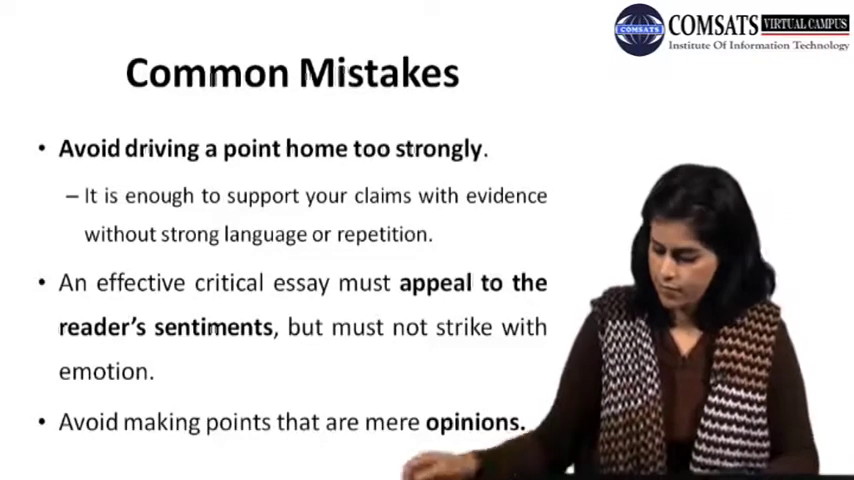 COMSATS VIRTUAL CAMPUS
Institute Of Information Technology
COMSATS
Common Mistakes
• Avoid driving a point home too strongly.
– It is enough to support your claims with evidence
without strong language or repetition.
• An effective critical essay must appeal to the
reader's sentiments, but must not strike with
emotion.
• Avoid making points that are mere opinions.